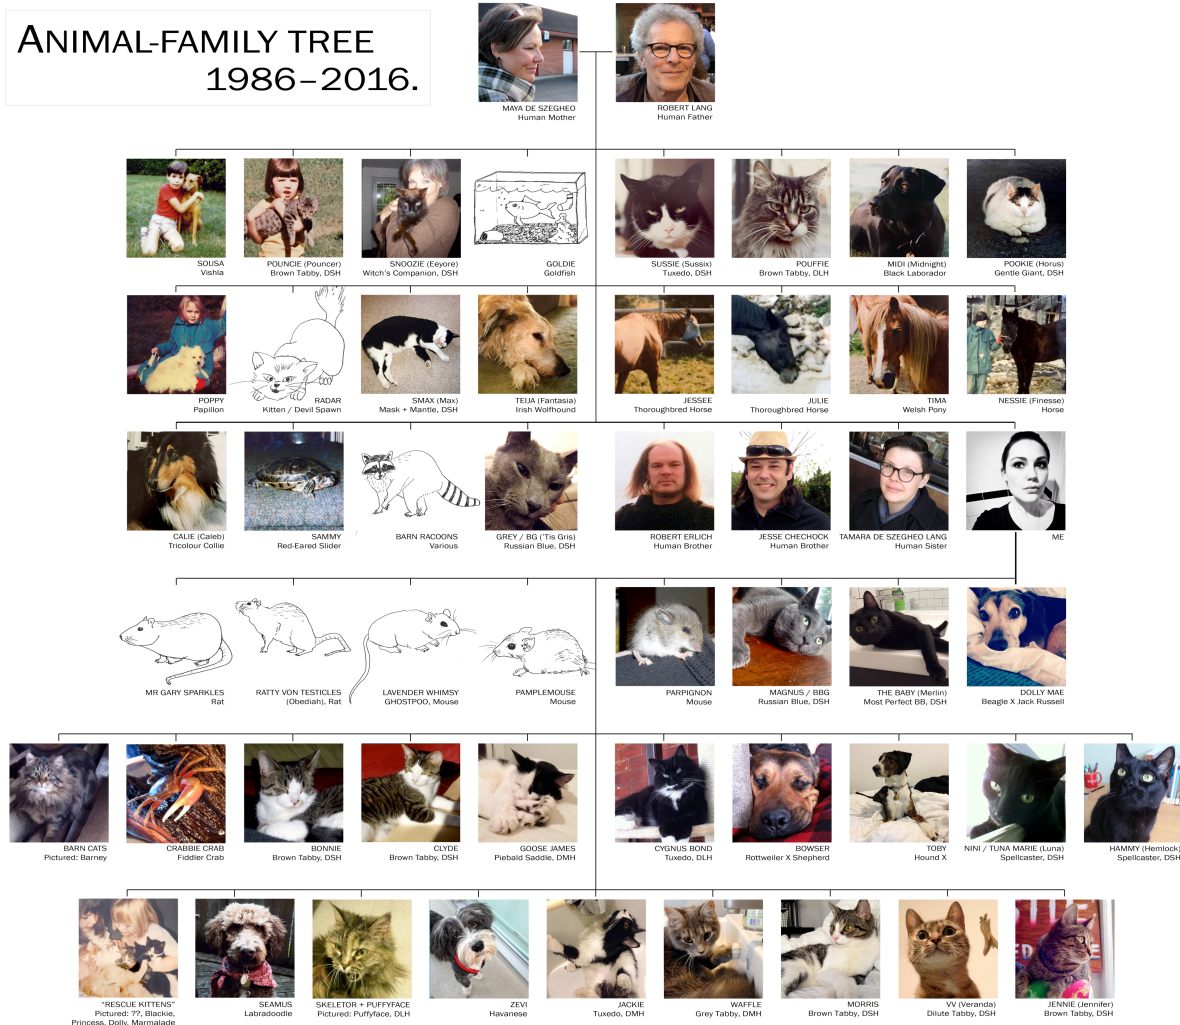 ANIMAL-FAMILY TREE
1986–2016.
MAYA DE SZEGHEO
Human Mother
ROBERT LANG
Human Father
SOUSA
Vishla
POUNCIE (Pouncer)
Brown Tabby, DSH
SNOOZIE (Eeyore)
Witch's Companion, DSH
GOLDIE
Goldfish
SUSSIE (Sussix)
Tuxedo, DSH
POUFFIE
Brown Tabby, DLH
MIDI (Midnight)
Black Laborador
POOKIE (Horus)
Gentle Giant, DSH
POPPY
Papillon
RADAR
Kitten / Devil Spawn
SMAX (Max)
Mask + Mantle, DSH
TEIJA (Fantasia)
Irish Wolfhound
JESSEE
Thoroughbred Horse
JULIE
Thoroughbred Horse
TIMA
Welsh Pony
NESSIE (Finesse)
Horse
CALIE (Caleb)
Tricolour Collie
SAMMY
Red-Eared Slider
BARN RACOONS
Various
GREY / BG ('Tis Gris)
Russian Blue, DSH
ROBERT ERLICH
Human Brother
JESSE CHECHOCK
Human Brother
TAMARA DE SZEGHEO LANG
Human Sister
ME
MR GARY SPARKLES
Rat
RATTY VON TESTICLES
(Obediah), Rat
LAVENDER WHIMSY
GHOSTPOO, Mouse
PAMPLEMOUSE
Mouse
PARPIGNON
Mouse
MAGNUS / BBG
Russian Blue, DSH
THE BABY (Merlin)
Most Perfect BB, DSH
DOLLY MAE
Beagle X Jack Russell
BARN CATS
Pictured: Barney
CRABBIE CRAB
Fiddler Crab
BONNIE
Brown Tabby, DSH
CLYDE
Brown Tabby, DSH
GOOSE JAMES
Piebald Saddle, DMH
CYGNUS BOND
Tuxedo, DLH
BOWSER
Rottweiler X Shepherd
TOBY
Hound X
NINI / TUNA MARIE (Luna)
Spellcaster, DSH
HAMMY (Hemlock)
Spellcaster, DSH
"RESCUE KITTENS"
Pictured: ??, Blackie,
Princess, Dolly, Marmalade
SEAMUS
Labradoodle
SKELETOR + PUFFYFACE
Pictured: Puffyface, DLH
ZEVI
Havanese
JACKIE
Tuxedo, DMH
WAFFLE
Grey Tabby, DMH
MORRIS
Brown Tabby, DSH
VV (Veranda)
Dilute Tabby, DSH
JENNIE (Jennifer)
Brown Tabby, DSH